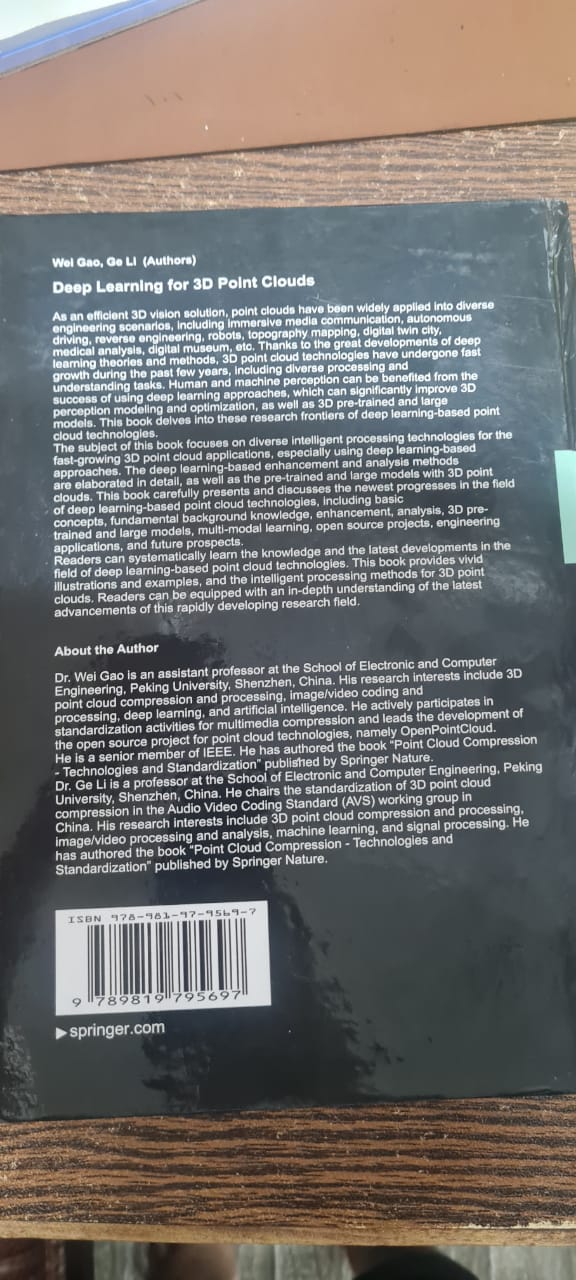 Wei Gao, Ge Li (Authors)
Deep Learning for 3D Point Clouds
As an efficient 3D vision solution, point clouds have been widely applied into diverse
engineering scenarios, including immersive media communication, autonomous
driving, reverse engineering, robots, topography mapping, digital twin city,
medical analysis, digital museum, etc. Thanks to the great developments of deep
learning theories and methods, 3D point cloud technologies have undergone fast
growth during the past few years, including diverse processing and
understanding tasks. Human and machine perception can be benefited from the
success of using deep learning approaches, which can significantly improve 3D
perception modeling and optimization, as well as 3D pre-trained and large
models. This book delves into these research frontiers of deep learning-based point
cloud technologies.
The subject of this book focuses on diverse intelligent processing technologies for the
fast-growing 3D point cloud applications, especially using deep learning-based
approaches. The deep learning-based enhancement and analysis methods
are elaborated in detail, as well as the pre-trained and large models with 3D point
clouds. This book carefully presents and discusses the newest progresses in the field
of deep learning-based point cloud technologies, including basic
concepts, fundamental background knowledge, enhancement, analysis, 3D pre-
trained and large models, multi-modal learning, open source projects, engineering
applications, and future prospects.
Readers can systematically learn the knowledge and the latest developments in the
field of deep learning-based point cloud technologies. This book provides vivid
illustrations and examples, and the intelligent processing methods for 3D point
clouds. Readers can be equipped with an in-depth understanding of the latest
advancements of this rapidly developing research field.
About the Author
Dr. Wei Gao is an assistant professor at the School of Electronic and Computer
Engineering, Peking University, Shenzhen, China. His research interests include 3D
point cloud compression and processing, image/video coding and
processing, deep learning, and artificial intelligence. He actively participates in
standardization activities for multimedia compression and leads the development of
the open source project for point cloud technologies, namely OpenPointCloud.
He is a senior member of IEEE. He has authored the book "Point Cloud Compression
- Technologies and Standardization" published by Springer Nature.
Dr. Ge Li is a professor at the School of Electronic and Computer Engineering, Peking
University, Shenzhen, China. He chairs the standardization of 3D point cloud
compression in the Audio Video Coding Standard (AVS) working group in
China. His research interests include 3D point cloud compression and processing,
image/video processing and analysis, machine learning, and signal processing. He
has authored the book "Point Cloud Compression - Technologies and
Standardization" published by Springer Nature.
ISBN 978-981-97-9569-7
9 789819 795697
springer.com